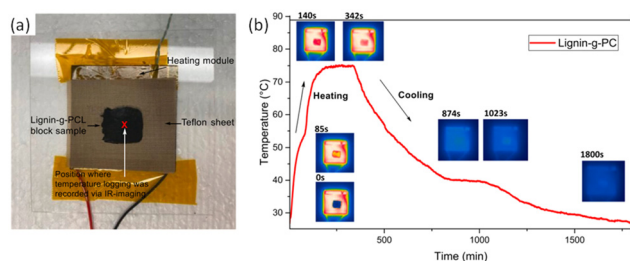 (a)
Heating module
Lignin-g-PCL
block sample
Teflon sheet
X
Position where
temperature logging was
recorded via IR-imaging
(b)
90
80
70
60
50
40
30
Temperature (°C)
500
1000
1500
Time (min)
140s
342s
Lignin-g-PC
Heating
Cooling
85s
0s
874s
1023s
1800s